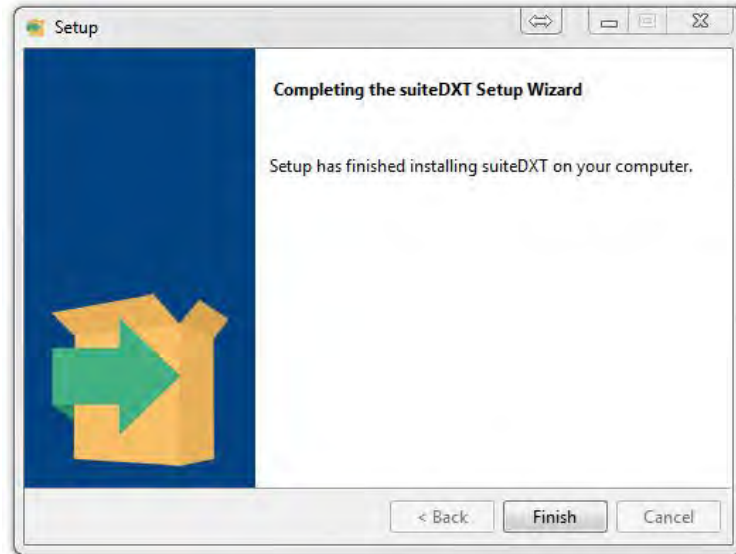 Setup
Completing the suiteDXT Setup Wizard
Setup has finished installing suiteDXT on your computer.
< Back
Finish
Cancel